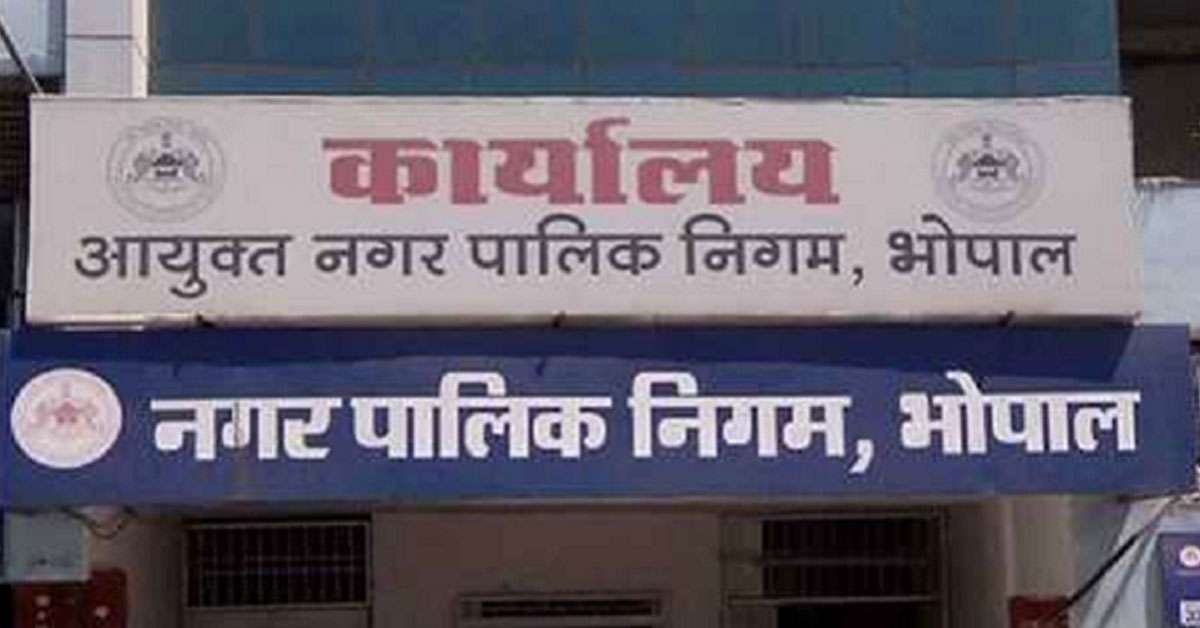 कार्यालय
आयुक्त नगर पालिक निगम, भोपाल
नगर पालिक निगम, भोपाल